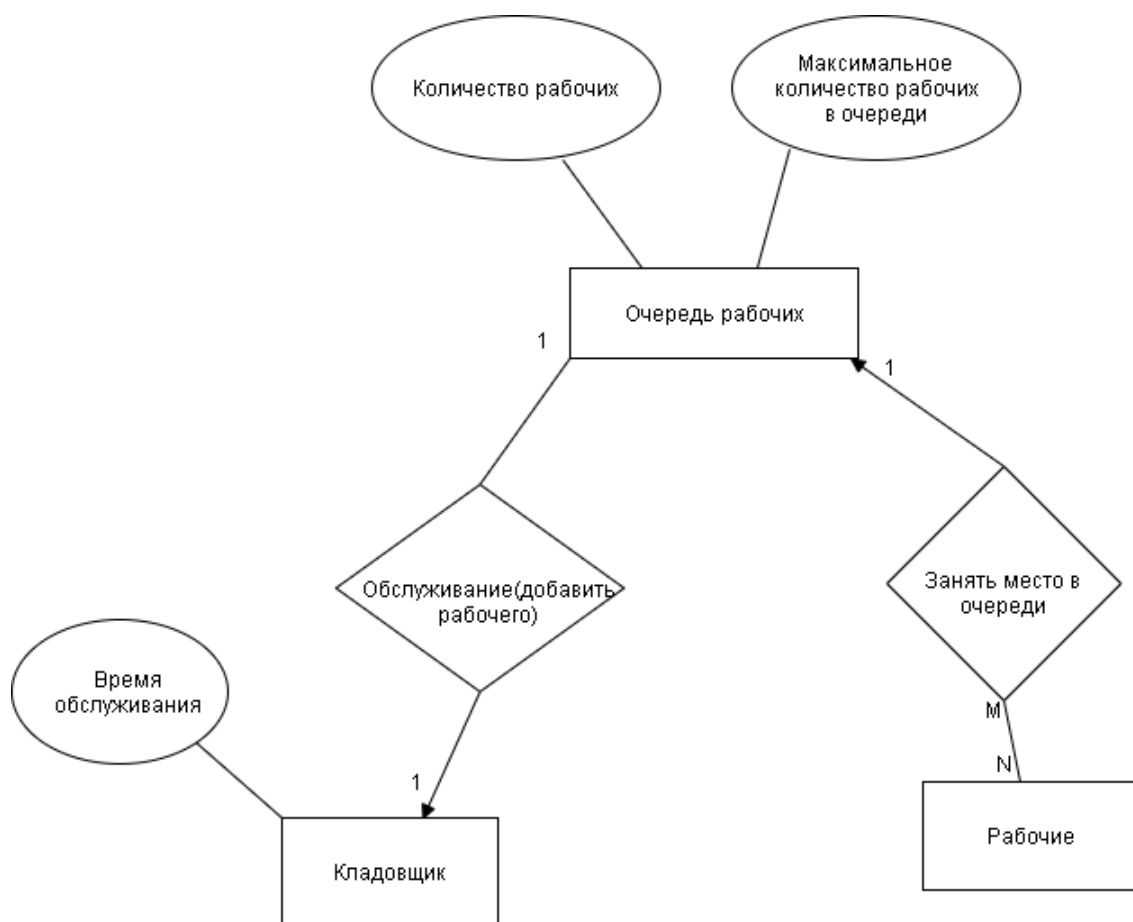 Количество рабочих
Максимальное
количество рабочих
в очереди
Очередь рабочих
1
1
Обслуживание(добавить
рабочего)
Занять место в
очереди
Время
обслуживания
M
N
1
Рабочие
Кладовщик